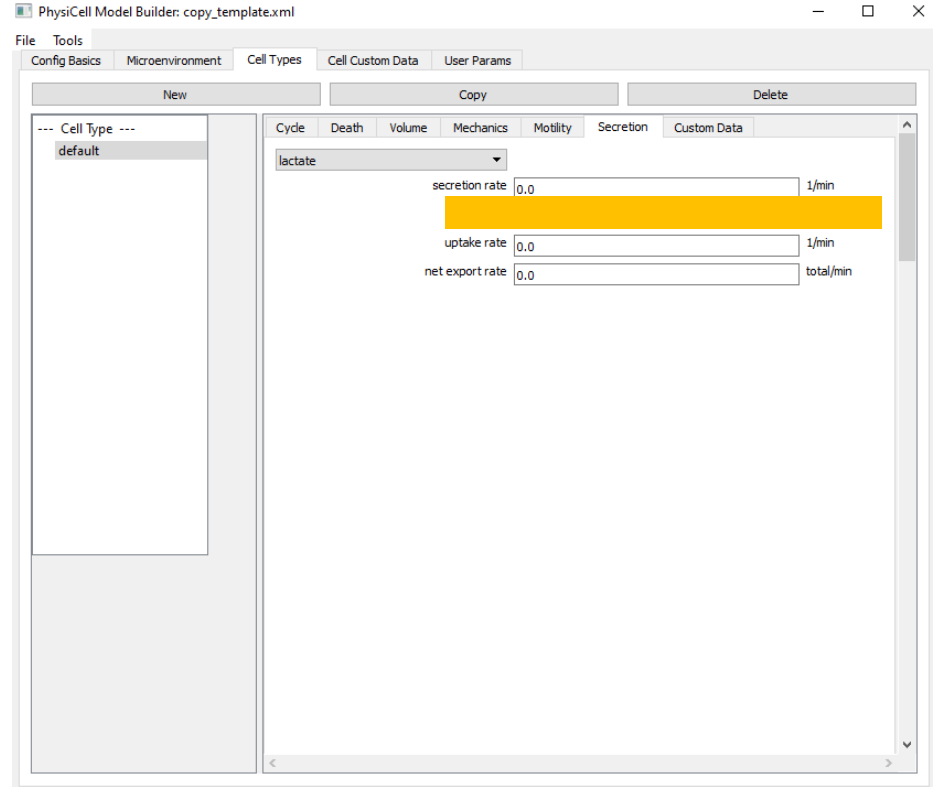 PhysiCell Model Builder: copy_template.xml
File Tools
Config Basics Microenvironment Cell Types Cell Custom Data User Params
New Copy Delete
--- Cell Type ---
default
Cycle Death Volume Mechanics Motility Secretion Custom Data
lactate
secretion rate 0.0 1/min
uptake rate 0.0 1/min
net export rate 0.0 total/min